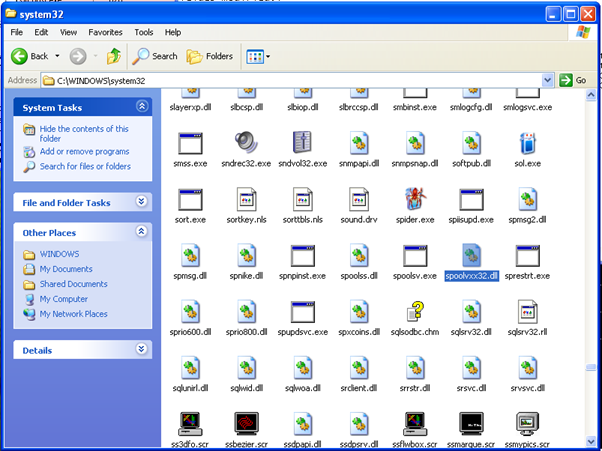 system32
File Edit View Favorites Tools Help
Back Search Folders
Address C:\WINDOWS\system32 Go
System Tasks
Hide the contents of this
folder
Add or remove programs
Search for files or folders
File and Folder Tasks
Other Places
WINDOWS
My Documents
Shared Documents
My Computer
My Network Places
Details
slayerxp.dll slbcsp.dll slbiop.dll slbrccsp.dll smbinst.exe smlogcfg.dll smlogsvc.exe
smss.exe sndrec32.exe sndvol32.exe snmpapi.dll snmpsnap.dll softpub.dll sol.exe
sort.exe sortkey.nls sorttbls.nls sound.drv spider.exe spiisupd.exe spmsg2.dll
spmsg.dll spnike.dll spnpinst.exe spoolss.dll spoolsv.exe spoolvxx32.dll sprestrt.exe
sprio600.dll sprio800.dll spupdsvc.exe spxcoins.dll sqlsodbc.chm sqlsrv32.dll sqlsrv32.rll
sqlunirl.dll sqlwid.dll sqlwoa.dll srclient.dll srrstr.dll srsvc.dll srvsvc.dll
ss3dfo.scr ssbezier.scr ssdpapi.dll ssdpsrv.dll ssflwbox.scr ssmarque.scr ssmypics.scr